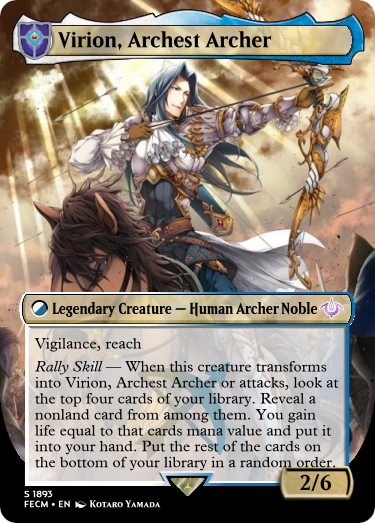 Virion, Archest Archer
Legendary Creature — Human Archer Noble
Vigilance, reach
Rally Skill — When this creature transforms
into Virion, Archest Archer or attacks, look at
the top four cards of your library. Reveal a
nonland card from among them. You gain
life equal to that cards mana value and put it
into your hand. Put the rest of the cards on
the bottom of your library in a random order.
2/6
S 1893
FECM • EN Kotaro Yamada